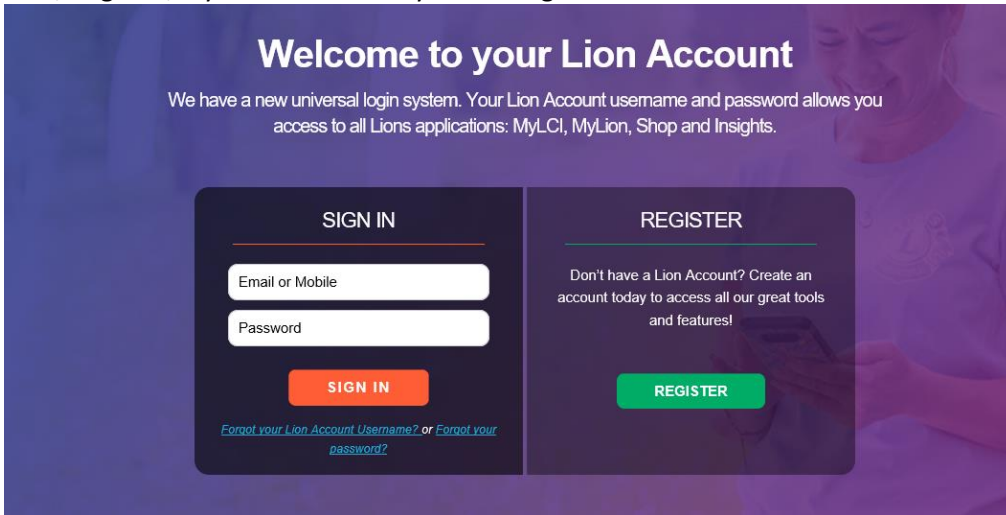 Welcome to your Lion Account
We have a new universal login system. Your Lion Account username and password allows you
access to all Lions applications: MyLCI, MyLion, Shop and Insights.
SIGN IN
Email or Mobile
Password
SIGN IN
Forgot your Lion Account Username? or Forgot your
password?
REGISTER
Don't have a Lion Account? Create an
account today to access all our great tools
and features!
REGISTER